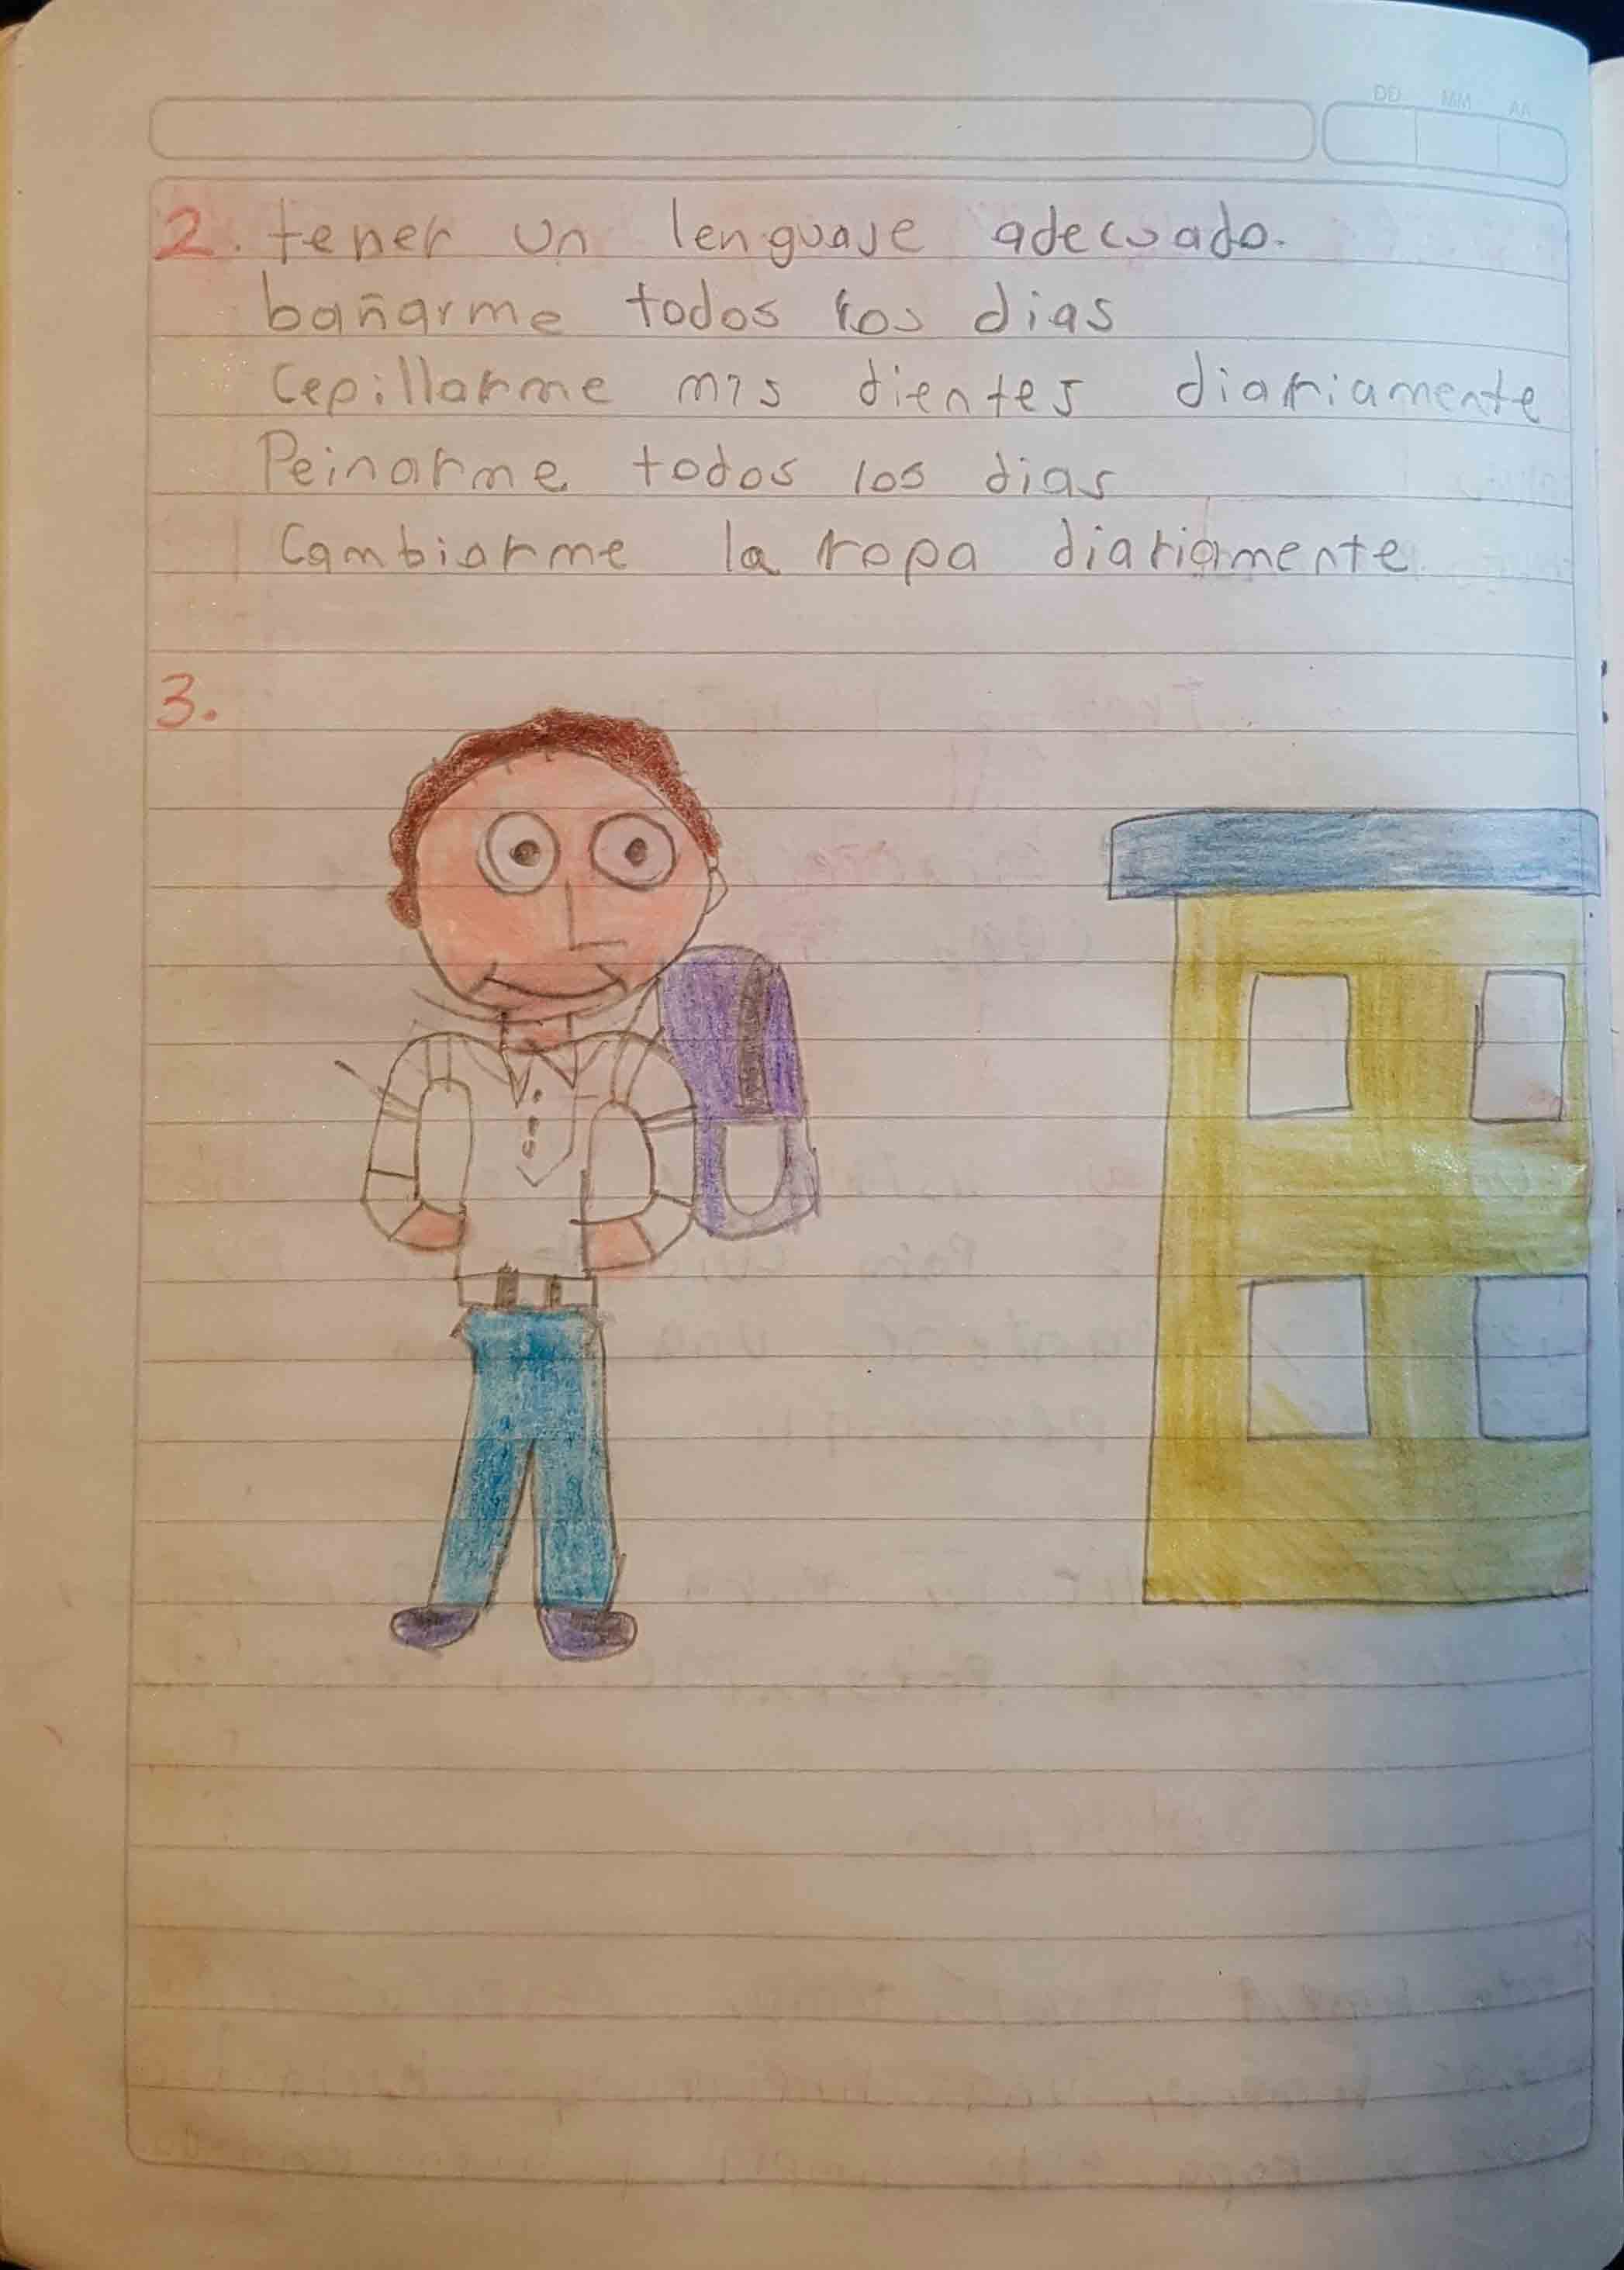 DD MM AA
2. tener un lenguaje adecuado.
bañarme todos los dias
Cepillarme mis dientes diariamente
Peinarme todos los dias
Cambiarme la ropa diariamente
3.